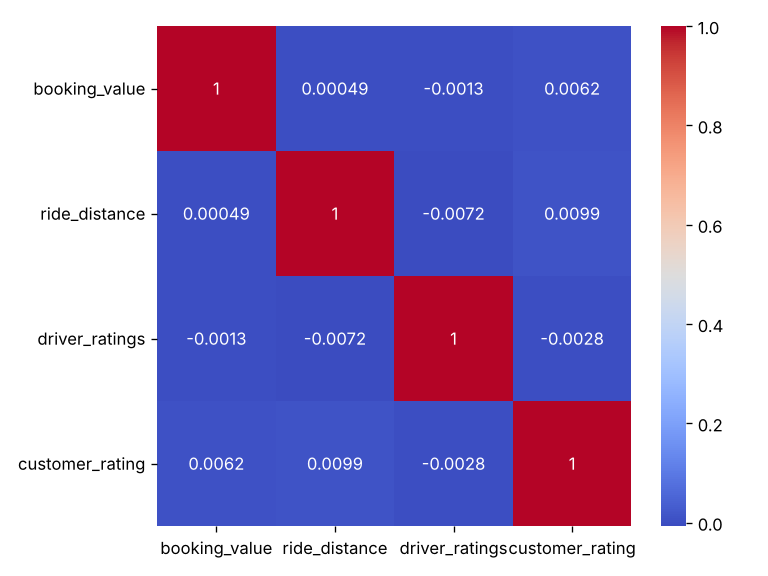 booking_value 1 0.00049 -0.0013 0.0062
ride_distance 0.00049 1 -0.0072 0.0099
driver_ratings -0.0013 -0.0072 1 -0.0028
customer_rating 0.0062 0.0099 -0.0028 1
booking_value ride_distance driver_ratings customer_rating
1.0
0.8
0.6
0.4
0.2
0.0